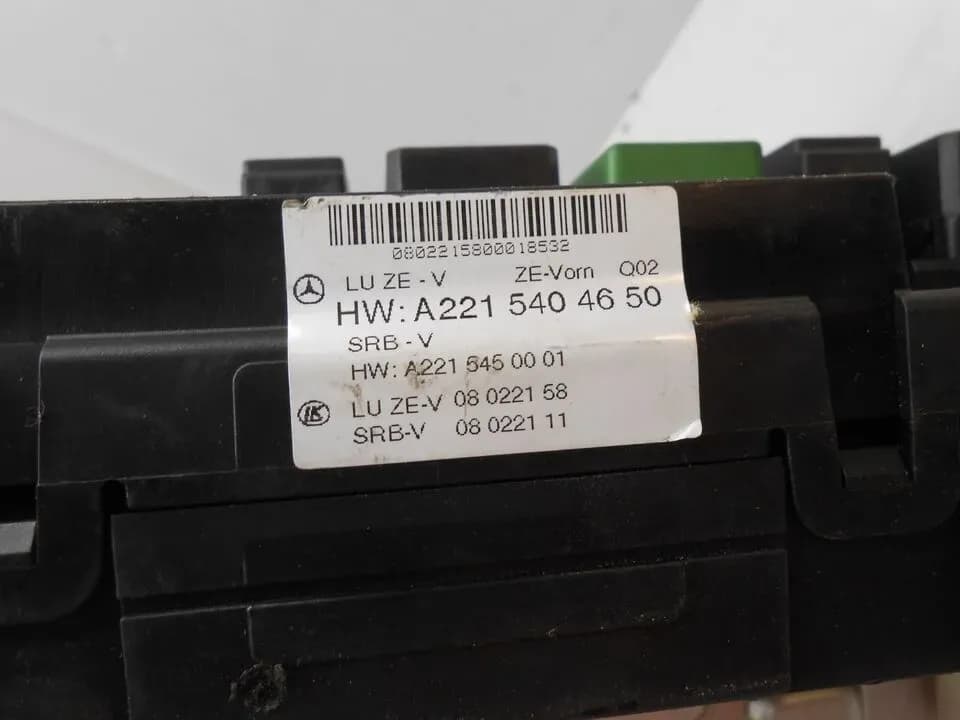 0802215800018532
LU ZE - V ZE-Vorn Q02
HW: A221 540 46 50
SRB - V
HW: A221 545 00 01
LU ZE-V 08 0221 58
SRB-V 08 0221 11